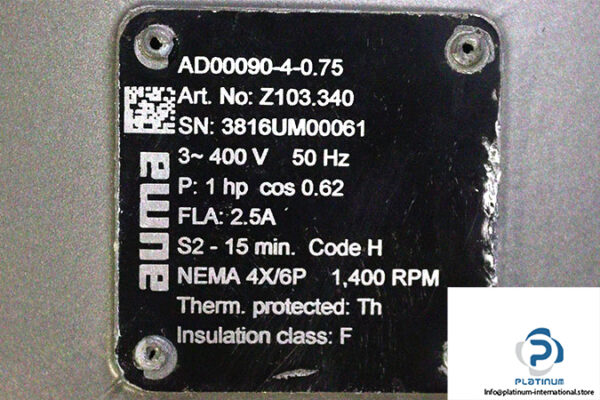 AD00090-4-0.75
Art. No: Z103.340
SN: 3816UM00061
3~ 400 V 50 Hz
P: 1 hp cos 0.62
FLA: 2.5A
S2 - 15 min. Code H
NEMA 4X/6P 1,400 RPM
Therm. protected: Th
Insulation class: F
auma
PLATINUM
Info@platinum-international.store